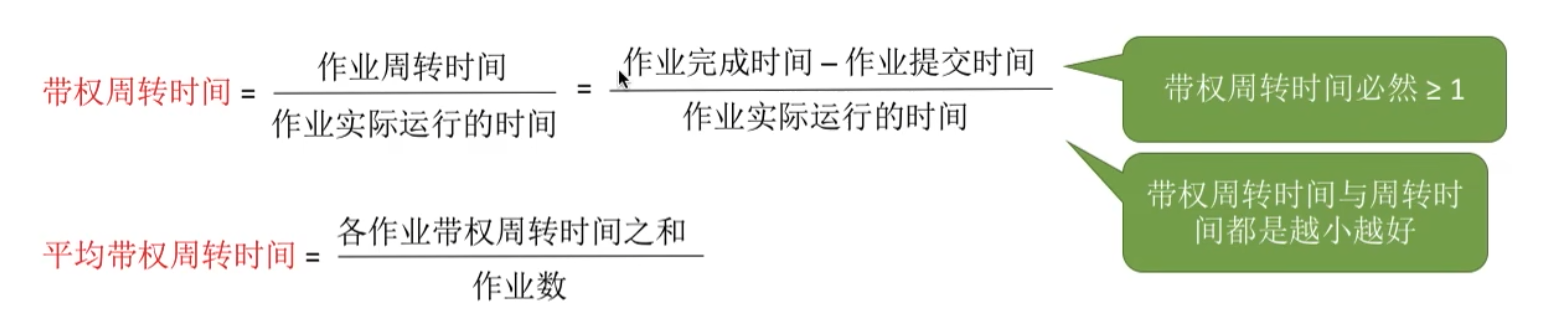 带权周转时间 = 作业周转时间 / 作业实际运行的时间 = 作业完成时间 – 作业提交时间 / 作业实际运行的时间
带权周转时间必然 ≥ 1
带权周转时间与周转时
间都是越小越好
平均带权周转时间 = 各作业带权周转时间之和 / 作业数